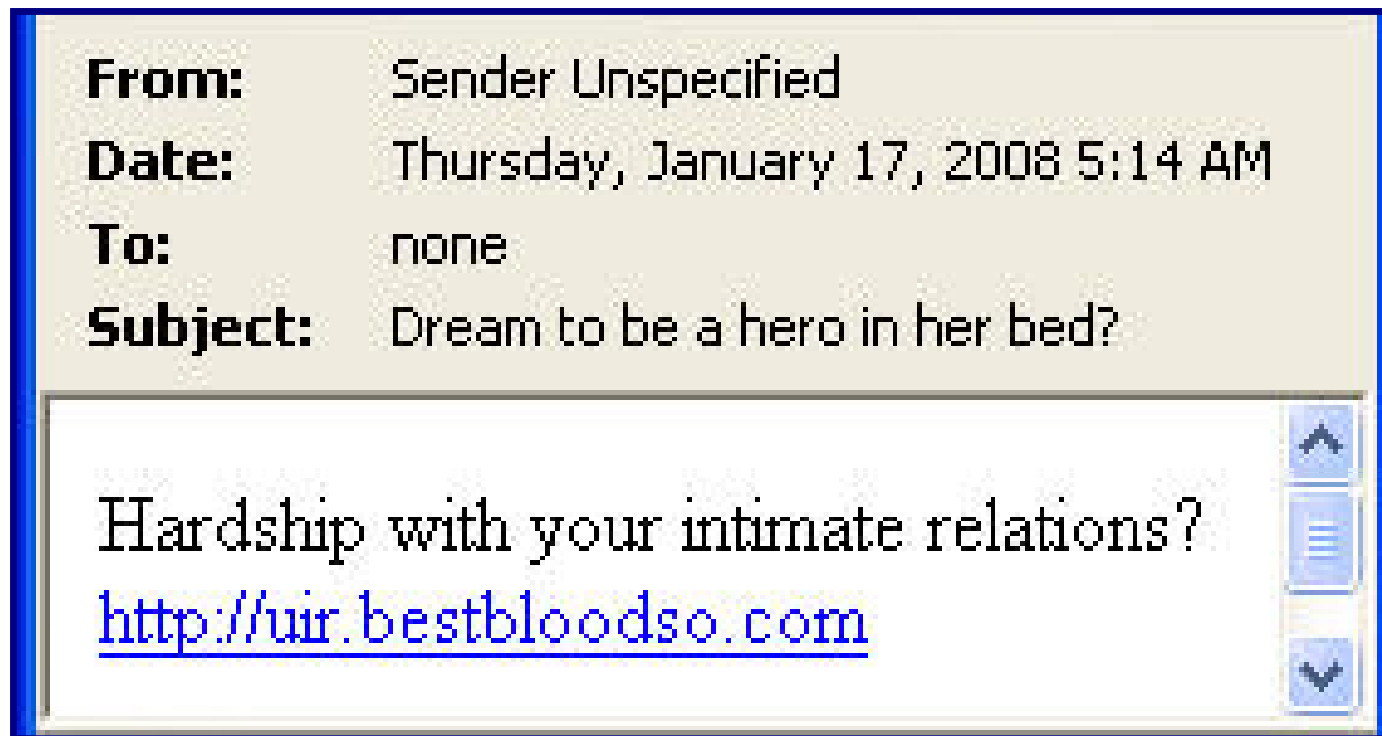 From: Sender Unspecified
Date: Thursday, January 17, 2008 5:14 AM
To: none
Subject: Dream to be a hero in her bed?
Hardship with your intimate relations?
http://uir.bestbloodso.com